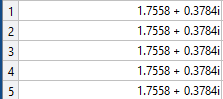 1 1.7558 + 0.3784i
2 1.7558 + 0.3784i
3 1.7558 + 0.3784i
4 1.7558 + 0.3784i
5 1.7558 + 0.3784i